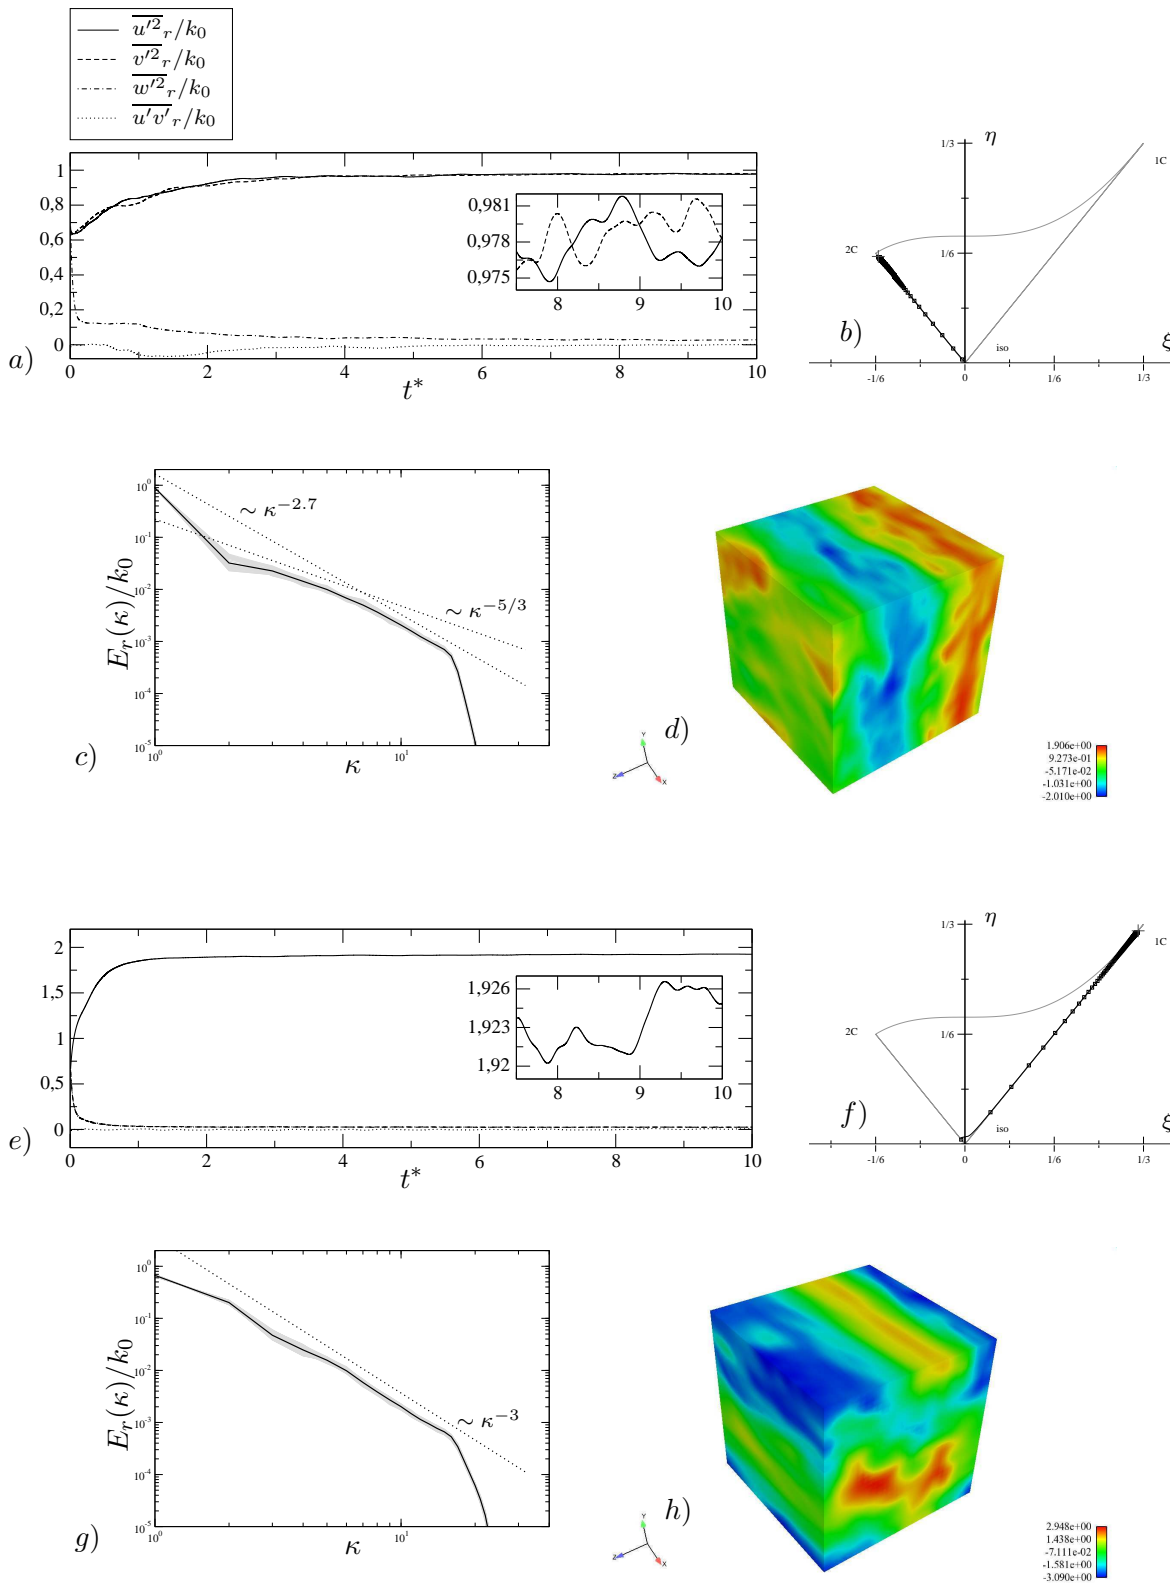 u'²r/k0
v'²r/k0
w'²r/k0
u'v'r/k0
1
0,8
0,6
0,4
0,2
0
0 2 4 6 8 10
t*
0,981
0,978
0,975
8 9 10
a)
η
1/3
1C
2C
1/6
iso
ξ
-1/6 0 1/6 1/3
b)
10⁰
10⁻¹
10⁻²
10⁻³
10⁻⁴
10⁻⁵
10⁰ 10¹
Er(κ)/k0
κ
∼ κ^−2.7
∼ κ^−5/3
c)
Y
Z
X
d)
1.906e+00
9.273e-01
-5.171e-02
-1.031e+00
-2.010e+00
2
1,5
1
0,5
0
0 2 4 6 8 10
t*
1,926
1,923
1,92
8 9 10
e)
η
1/3
1C
2C
1/6
iso
ξ
-1/6 0 1/6 1/3
f)
10⁰
10⁻¹
10⁻²
10⁻³
10⁻⁴
10⁻⁵
10⁰ 10¹
Er(κ)/k0
κ
∼ κ^−3
g)
Y
Z
X
h)
2.948e+00
1.438e+00
-7.111e-02
-1.581e+00
-3.090e+00